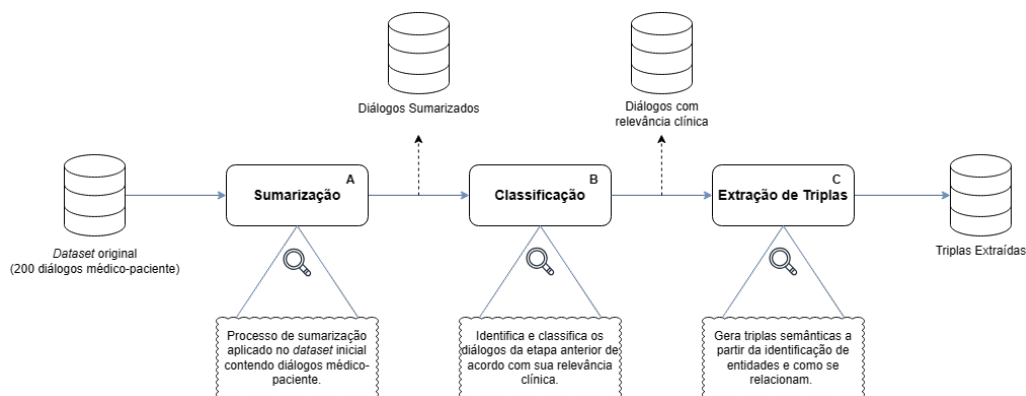 Diálogos Sumarizados
Diálogos com
relevância clínica
A
Sumarização
B
Classificação
C
Extração de Triplas
Dataset original
(200 diálogos médico-paciente)
Triplas Extraídas
Processo de sumarização
aplicado no dataset inicial
contendo diálogos médico-
paciente.
Identifica e classifica os
diálogos da etapa anterior de
acordo com sua relevância
clínica.
Gera triplas semânticas a
partir da identificação de
entidades e como se
relacionam.